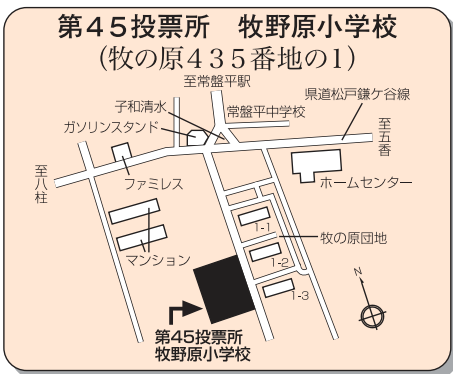 第45投票所 牧野原小学校
(牧の原435番地の1)
至常盤平駅
子和清水
県道松戸鎌ケ谷線
常盤平中学校
ガソリンスタンド
至五香
至八柱
ファミレス
ホームセンター
1-1
牧の原団地
マンション
1-2
N
1-3
第45投票所
牧野原小学校